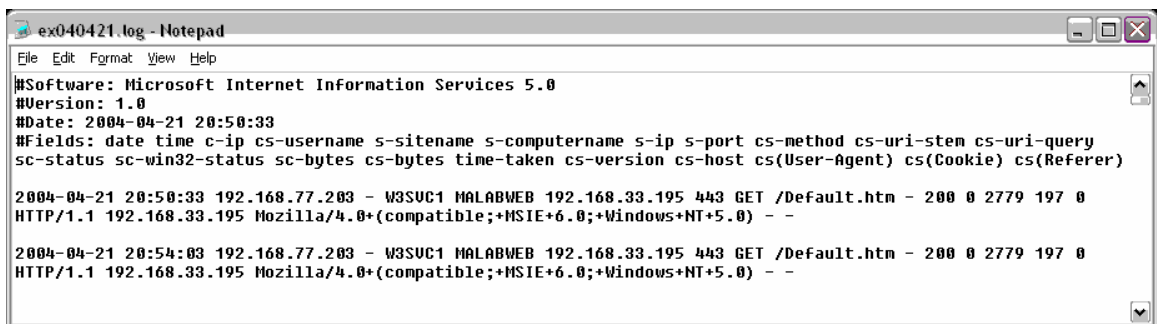 ex040421.log - Notepad
File Edit Format View Help
#Software: Microsoft Internet Information Services 5.0
#Version: 1.0
#Date: 2004-04-21 20:50:33
#Fields: date time c-ip cs-username s-sitename s-computername s-ip s-port cs-method cs-uri-stem cs-uri-query
sc-status sc-win32-status sc-bytes cs-bytes time-taken cs-version cs-host cs(User-Agent) cs(Cookie) cs(Referer)
2004-04-21 20:50:33 192.168.77.203 - W3SVC1 MALABWEB 192.168.33.195 443 GET /Default.htm - 200 0 2779 197 0
HTTP/1.1 192.168.33.195 Mozilla/4.0+(compatible;+MSIE+6.0;+Windows+NT+5.0) - -
2004-04-21 20:54:03 192.168.77.203 - W3SVC1 MALABWEB 192.168.33.195 443 GET /Default.htm - 200 0 2779 197 0
HTTP/1.1 192.168.33.195 Mozilla/4.0+(compatible;+MSIE+6.0;+Windows+NT+5.0) - -